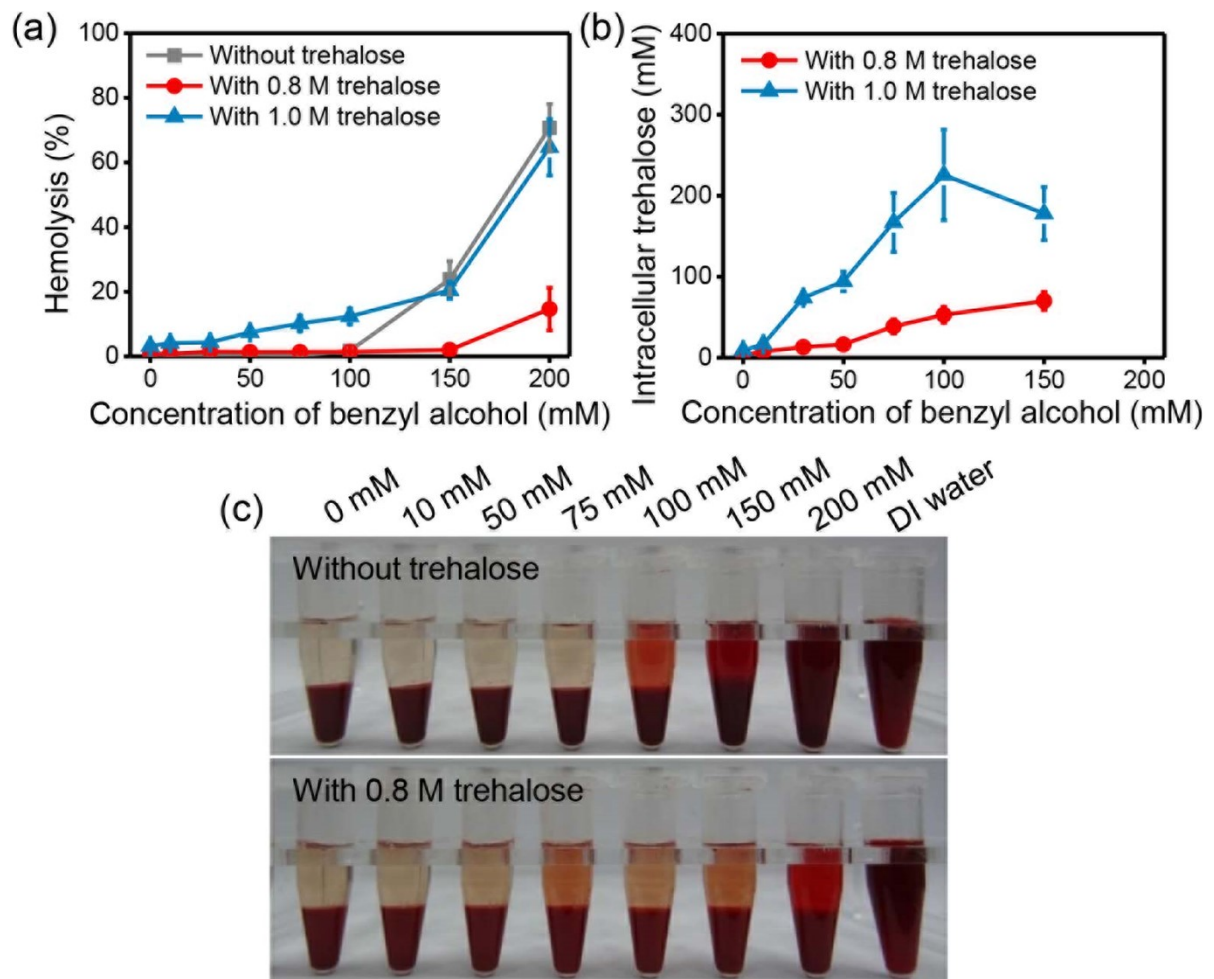 (a)
100
80
60
40
20
0
Hemolysis (%)
Without trehalose
With 0.8 M trehalose
With 1.0 M trehalose
0 50 100 150 200
Concentration of benzyl alcohol (mM)
(b)
400
300
200
100
0
Intracellular trehalose (mM)
With 0.8 M trehalose
With 1.0 M trehalose
0 50 100 150 200
Concentration of benzyl alcohol (mM)
(c)
0 mM 10 mM 50 mM 75 mM 100 mM 150 mM 200 mM DI water
Without trehalose
With 0.8 M trehalose